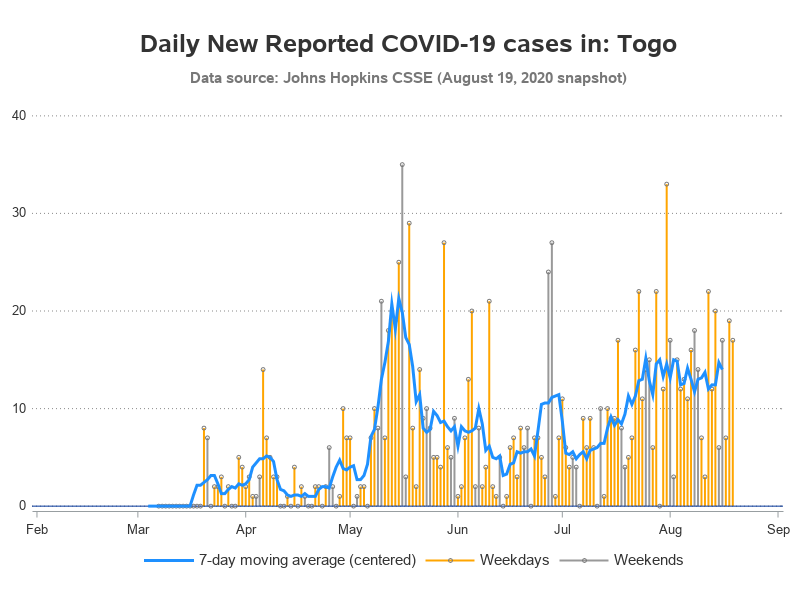 Daily New Reported COVID-19 cases in: Togo
Data source: Johns Hopkins CSSE (August 19, 2020 snapshot)
40
30
20
10
0
Feb Mar Apr May Jun Jul Aug Sep
7-day moving average (centered) Weekdays Weekends